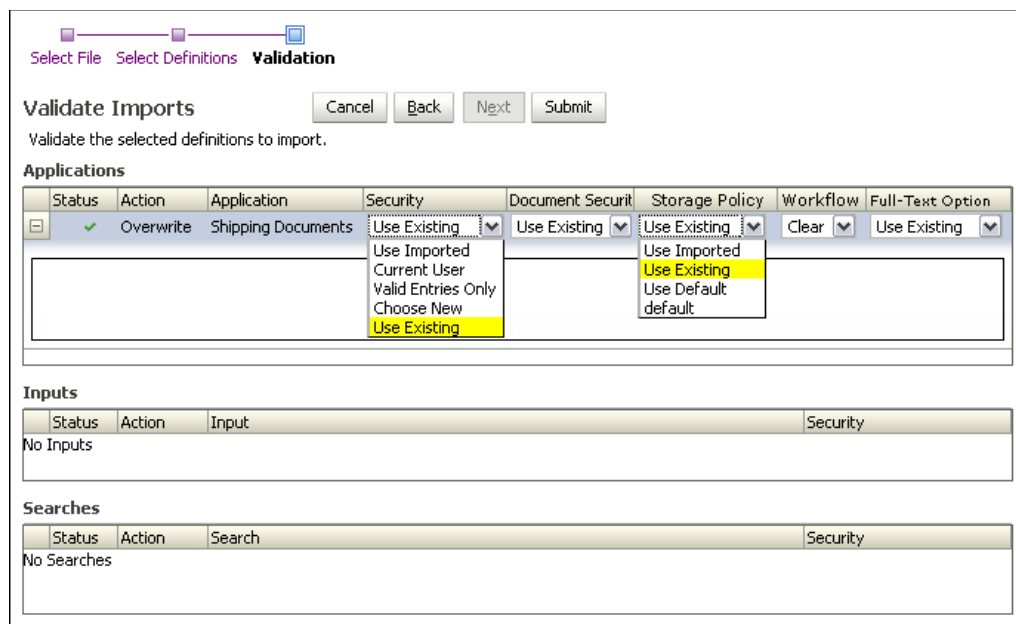 Select File Select Definitions Validation
Validate Imports Cancel Back Next Submit
Validate the selected definitions to import.
Applications
Status Action Application Security Document Securit Storage Policy Workflow Full-Text Option
Overwrite Shipping Documents Use Existing Use Existing Use Existing Clear Use Existing
Use Imported Use Imported
Current User Use Existing
Valid Entries Only Use Default
Choose New default
Use Existing
Inputs
Status Action Input Security
No Inputs
Searches
Status Action Search Security
No Searches